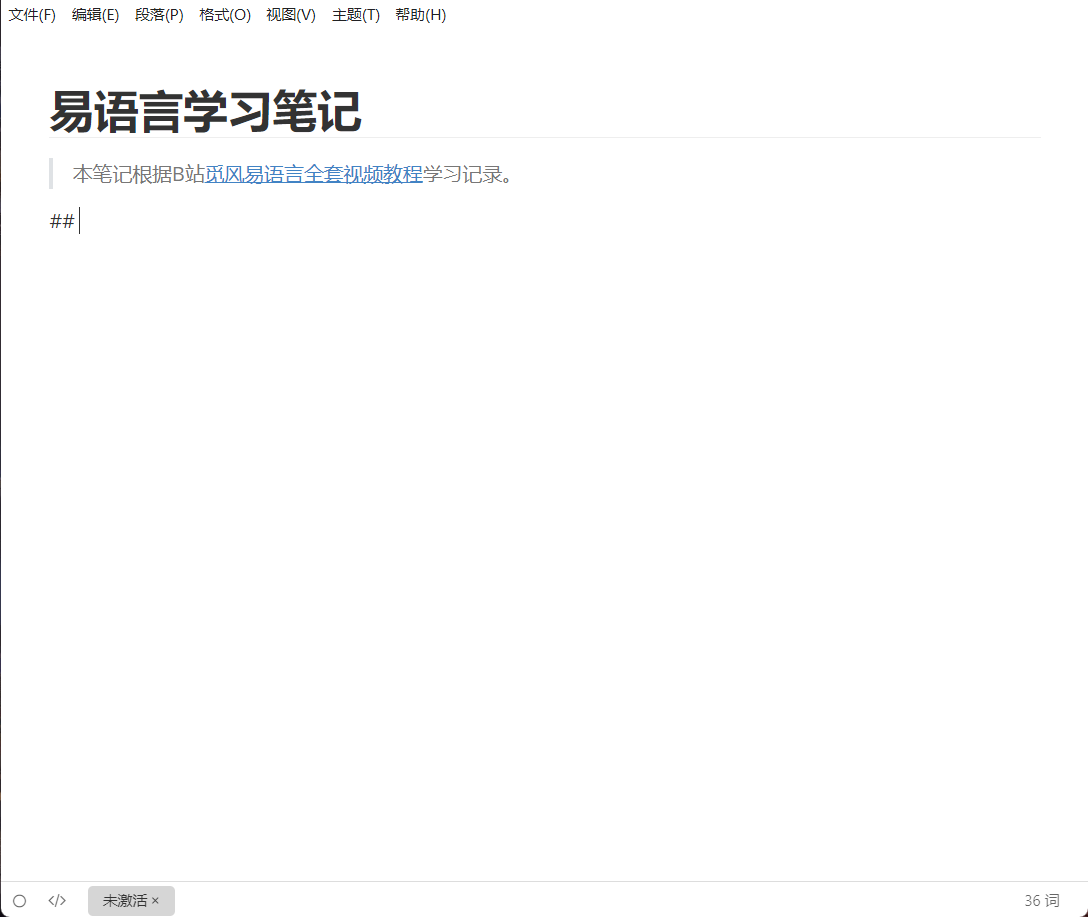 文件(F) 编辑(E) 段落(P) 格式(O) 视图(V) 主题(T) 帮助(H)
易语言学习笔记
本笔记根据B站觅风易语言全套视频教程学习记录。
##
</> 未激活 × 36 词